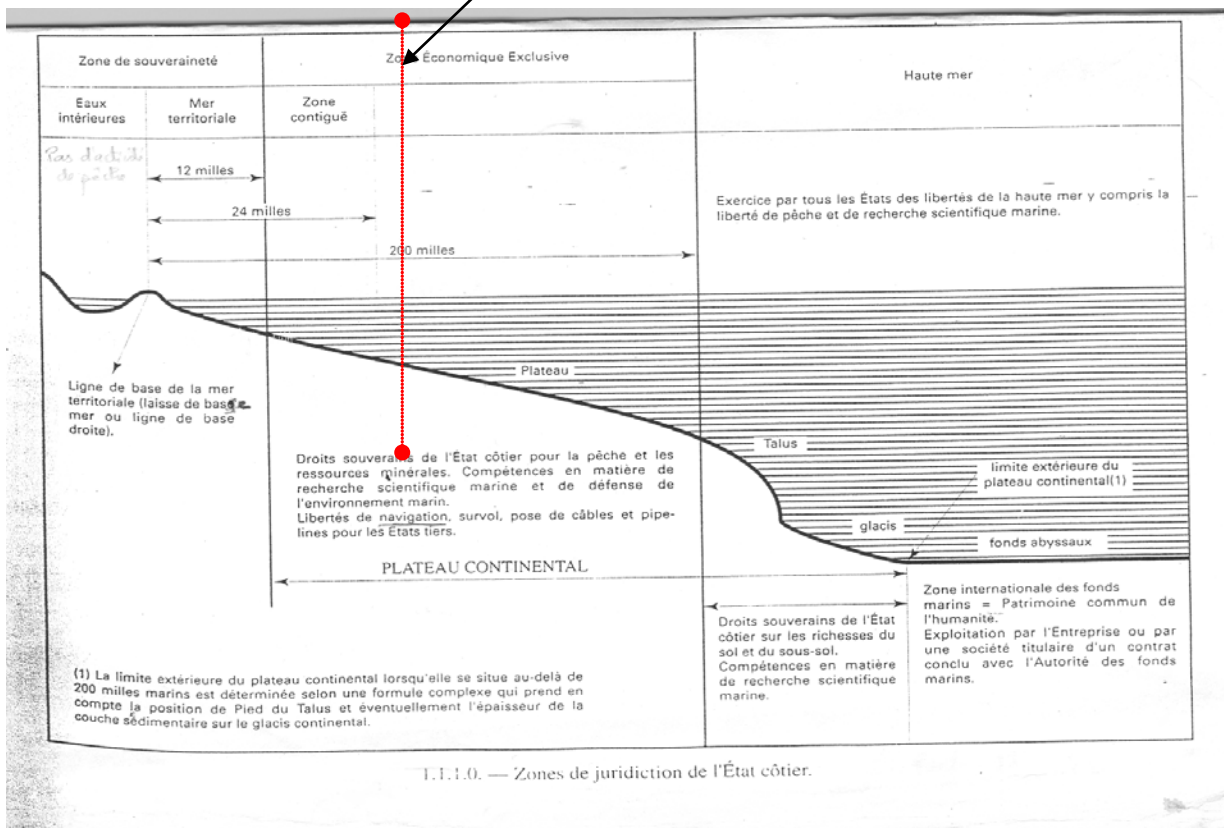 Zone de souveraineté
Zone Économique Exclusive
Haute mer
Eaux
intérieures
Mer
territoriale
Zone
contiguë
Pas d'activité
de pêche
12 milles
24 milles
200 milles
Exercice par tous les États des libertés de la haute mer y compris la
liberté de pêche et de recherche scientifique marine.
Plateau
Ligne de base de la mer
territoriale (laisse de basse
mer ou ligne de base
droite).
Talus
limite extérieure du
plateau continental(1)
glacis
fonds abyssaux
Droits souverains de l'État côtier pour la pêche et les
ressources minérales. Compétences en matière de
recherche scientifique marine et de défense de
l'environnement marin.
Libertés de navigation, survol, pose de câbles et pipe-
lines pour les États tiers.
PLATEAU CONTINENTAL
Droits souverains de l'État
côtier sur les richesses du
sol et du sous-sol.
Compétences en matière
de recherche scientifique
marine.
Zone internationale des fonds
marins = Patrimoine commun de
l'humanité.
Exploitation par l'Entreprise ou par
une société titulaire d'un contrat
conclu avec l'Autorité des fonds
marins.
(1) La limite extérieure du plateau continental lorsqu'elle se situe au-delà de
200 milles marins est déterminée selon une formule complexe qui prend en
compte la position de Pied du Talus et éventuellement l'épaisseur de la
couche sédimentaire sur le glacis continental.
1.1.1.0. — Zones de juridiction de l'État côtier.